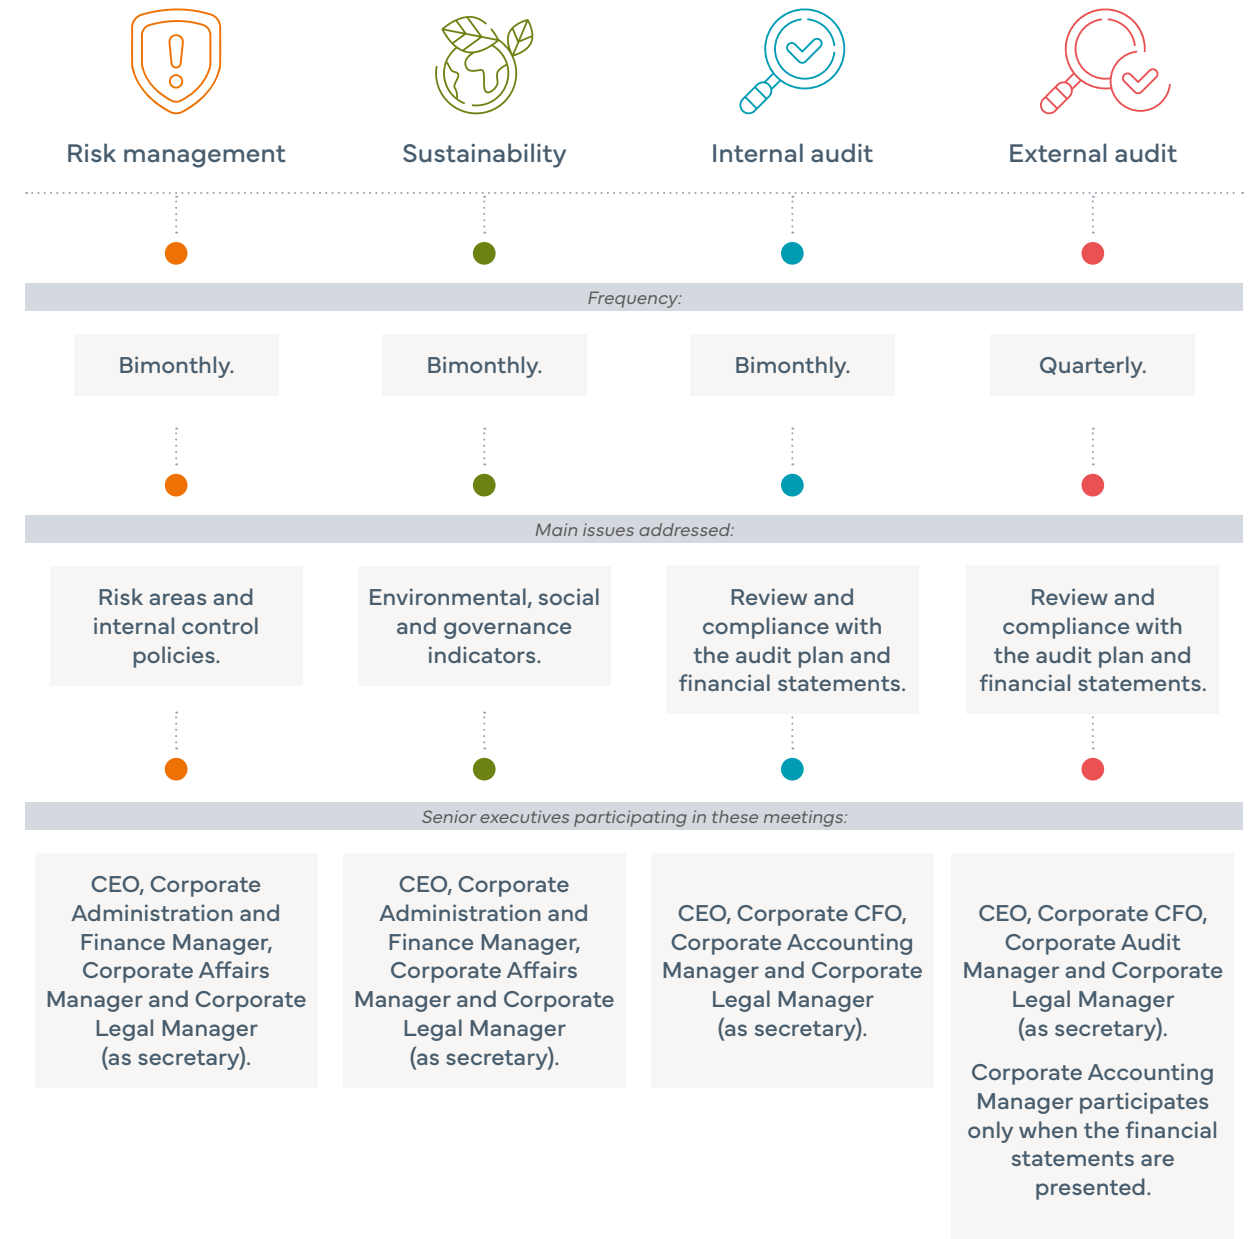 Risk management
Sustainability
Internal audit
External audit
Frequency:
Bimonthly.
Bimonthly.
Bimonthly.
Quarterly.
Main issues addressed:
Risk areas and
internal control
policies.
Environmental, social
and governance
indicators.
Review and
compliance with
the audit plan and
financial statements.
Review and
compliance with
the audit plan and
financial statements.
Senior executives participating in these meetings:
CEO, Corporate
Administration and
Finance Manager,
Corporate Affairs
Manager and Corporate
Legal Manager
(as secretary).
CEO, Corporate
Administration and
Finance Manager,
Corporate Affairs
Manager and Corporate
Legal Manager
(as secretary).
CEO, Corporate CFO,
Corporate Accounting
Manager and Corporate
Legal Manager
(as secretary).
CEO, Corporate CFO,
Corporate Audit
Manager and Corporate
Legal Manager
(as secretary).
Corporate Accounting
Manager participates
only when the financial
statements are
presented.